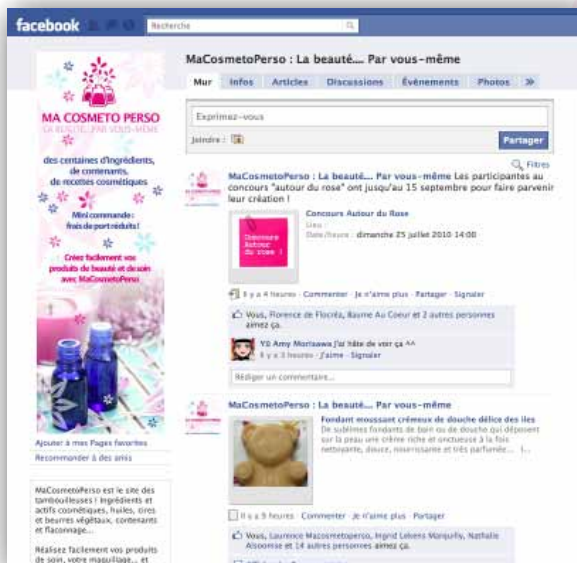 facebook
Recherche
MA COSMETO PERSO
LA BEAUTÉ... PAR VOUS-MÊME
des centaines d'ingrédients,
de contenants,
de recettes cosmétiques
Mini commande :
frais de port réduits !
Créez facilement vos
produits de beauté et de soin
avec MaCosmetoPerso
Ajouter à mes Pages favorites
Recommander à des amis
MaCosmetoPerso est le site des
tambouilleuses ! Ingrédients et
actifs cosmétiques, huiles, cires
et beurres végétaux, contenants
et flaconnage...
Réalisez facilement vos produits
de soin, votre maquillage... et
MaCosmetoPerso : La beauté.... Par vous-même
Mur Infos Articles Discussions Évènements Photos »
Exprimez-vous
Joindre :
Partager
Filtres
MaCosmetoPerso : La beauté.... Par vous-même Les participantes au
concours "autour du rose" ont jusqu'au 15 septembre pour faire parvenir
leur création !
Concours
Autour
du rose !
Concours Autour du Rose
Lieu :
Date/heure : dimanche 25 juillet 2010 14:00
Il y a 4 heures · Commenter · Je n'aime plus · Partager · Signaler
Vous, Florence de Flocréa, Baume Au Coeur et 2 autres personnes
aimez ça.
Yû Amy Morisawa J'ai hâte de voir ça ^^
Il y a 3 heures · J'aime · Signaler
Rédiger un commentaire...
MaCosmetoPerso : La beauté.... Par vous-même
Fondant moussant crémeux de douche délice des iles
De sublimes fondants de bain ou de douche qui déposent
sur la peau une crème riche et onctueuse à la fois
nettoyante, douce, nourrissante et très parfumée...
Il y a 9 heures · Commenter · Je n'aime plus · Partager
Vous, Laurence Macosmetoperso, Ingrid Lekens Marquilly, Nathalie
et 14 autres personnes aimez ça.